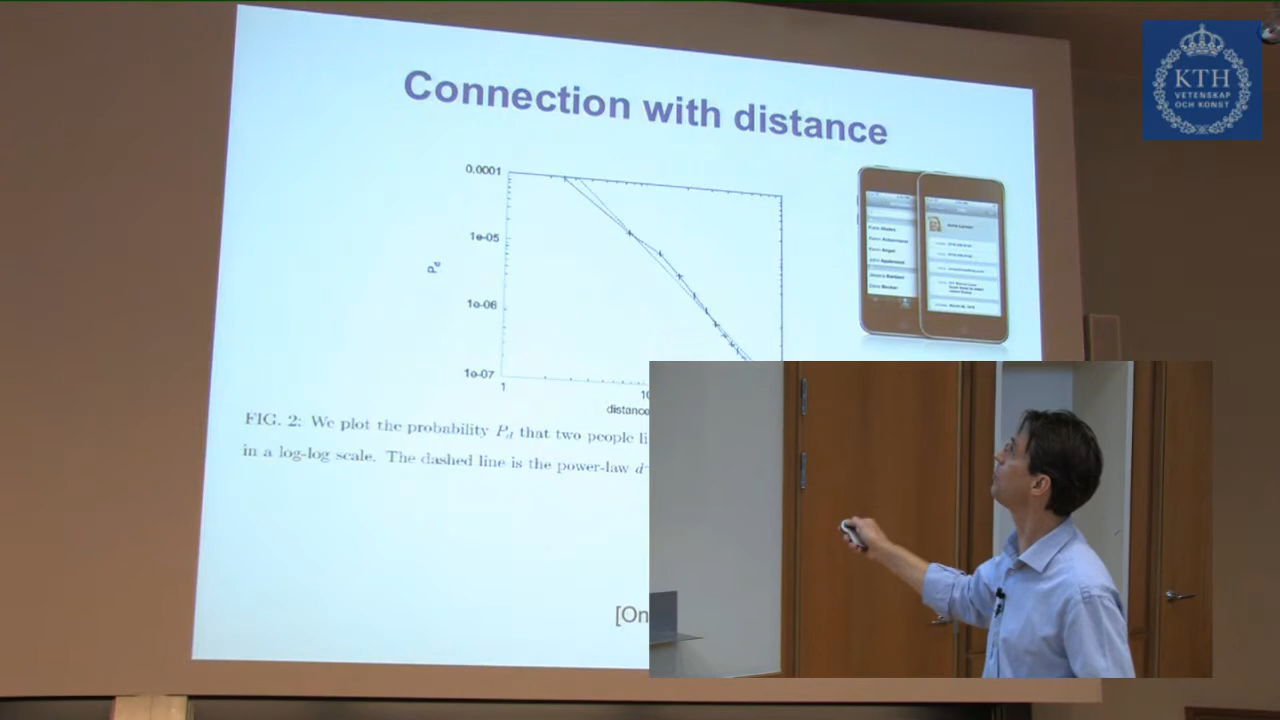 Connection with distance
KTH
VETENSKAP
OCH KONST
0.0001
1e-05
P_d
1e-06
1e-07
1
10
distance
FIG. 2: We plot the probability P_d that two people li
in a log-log scale. The dashed line is the power-law d⁻
[On